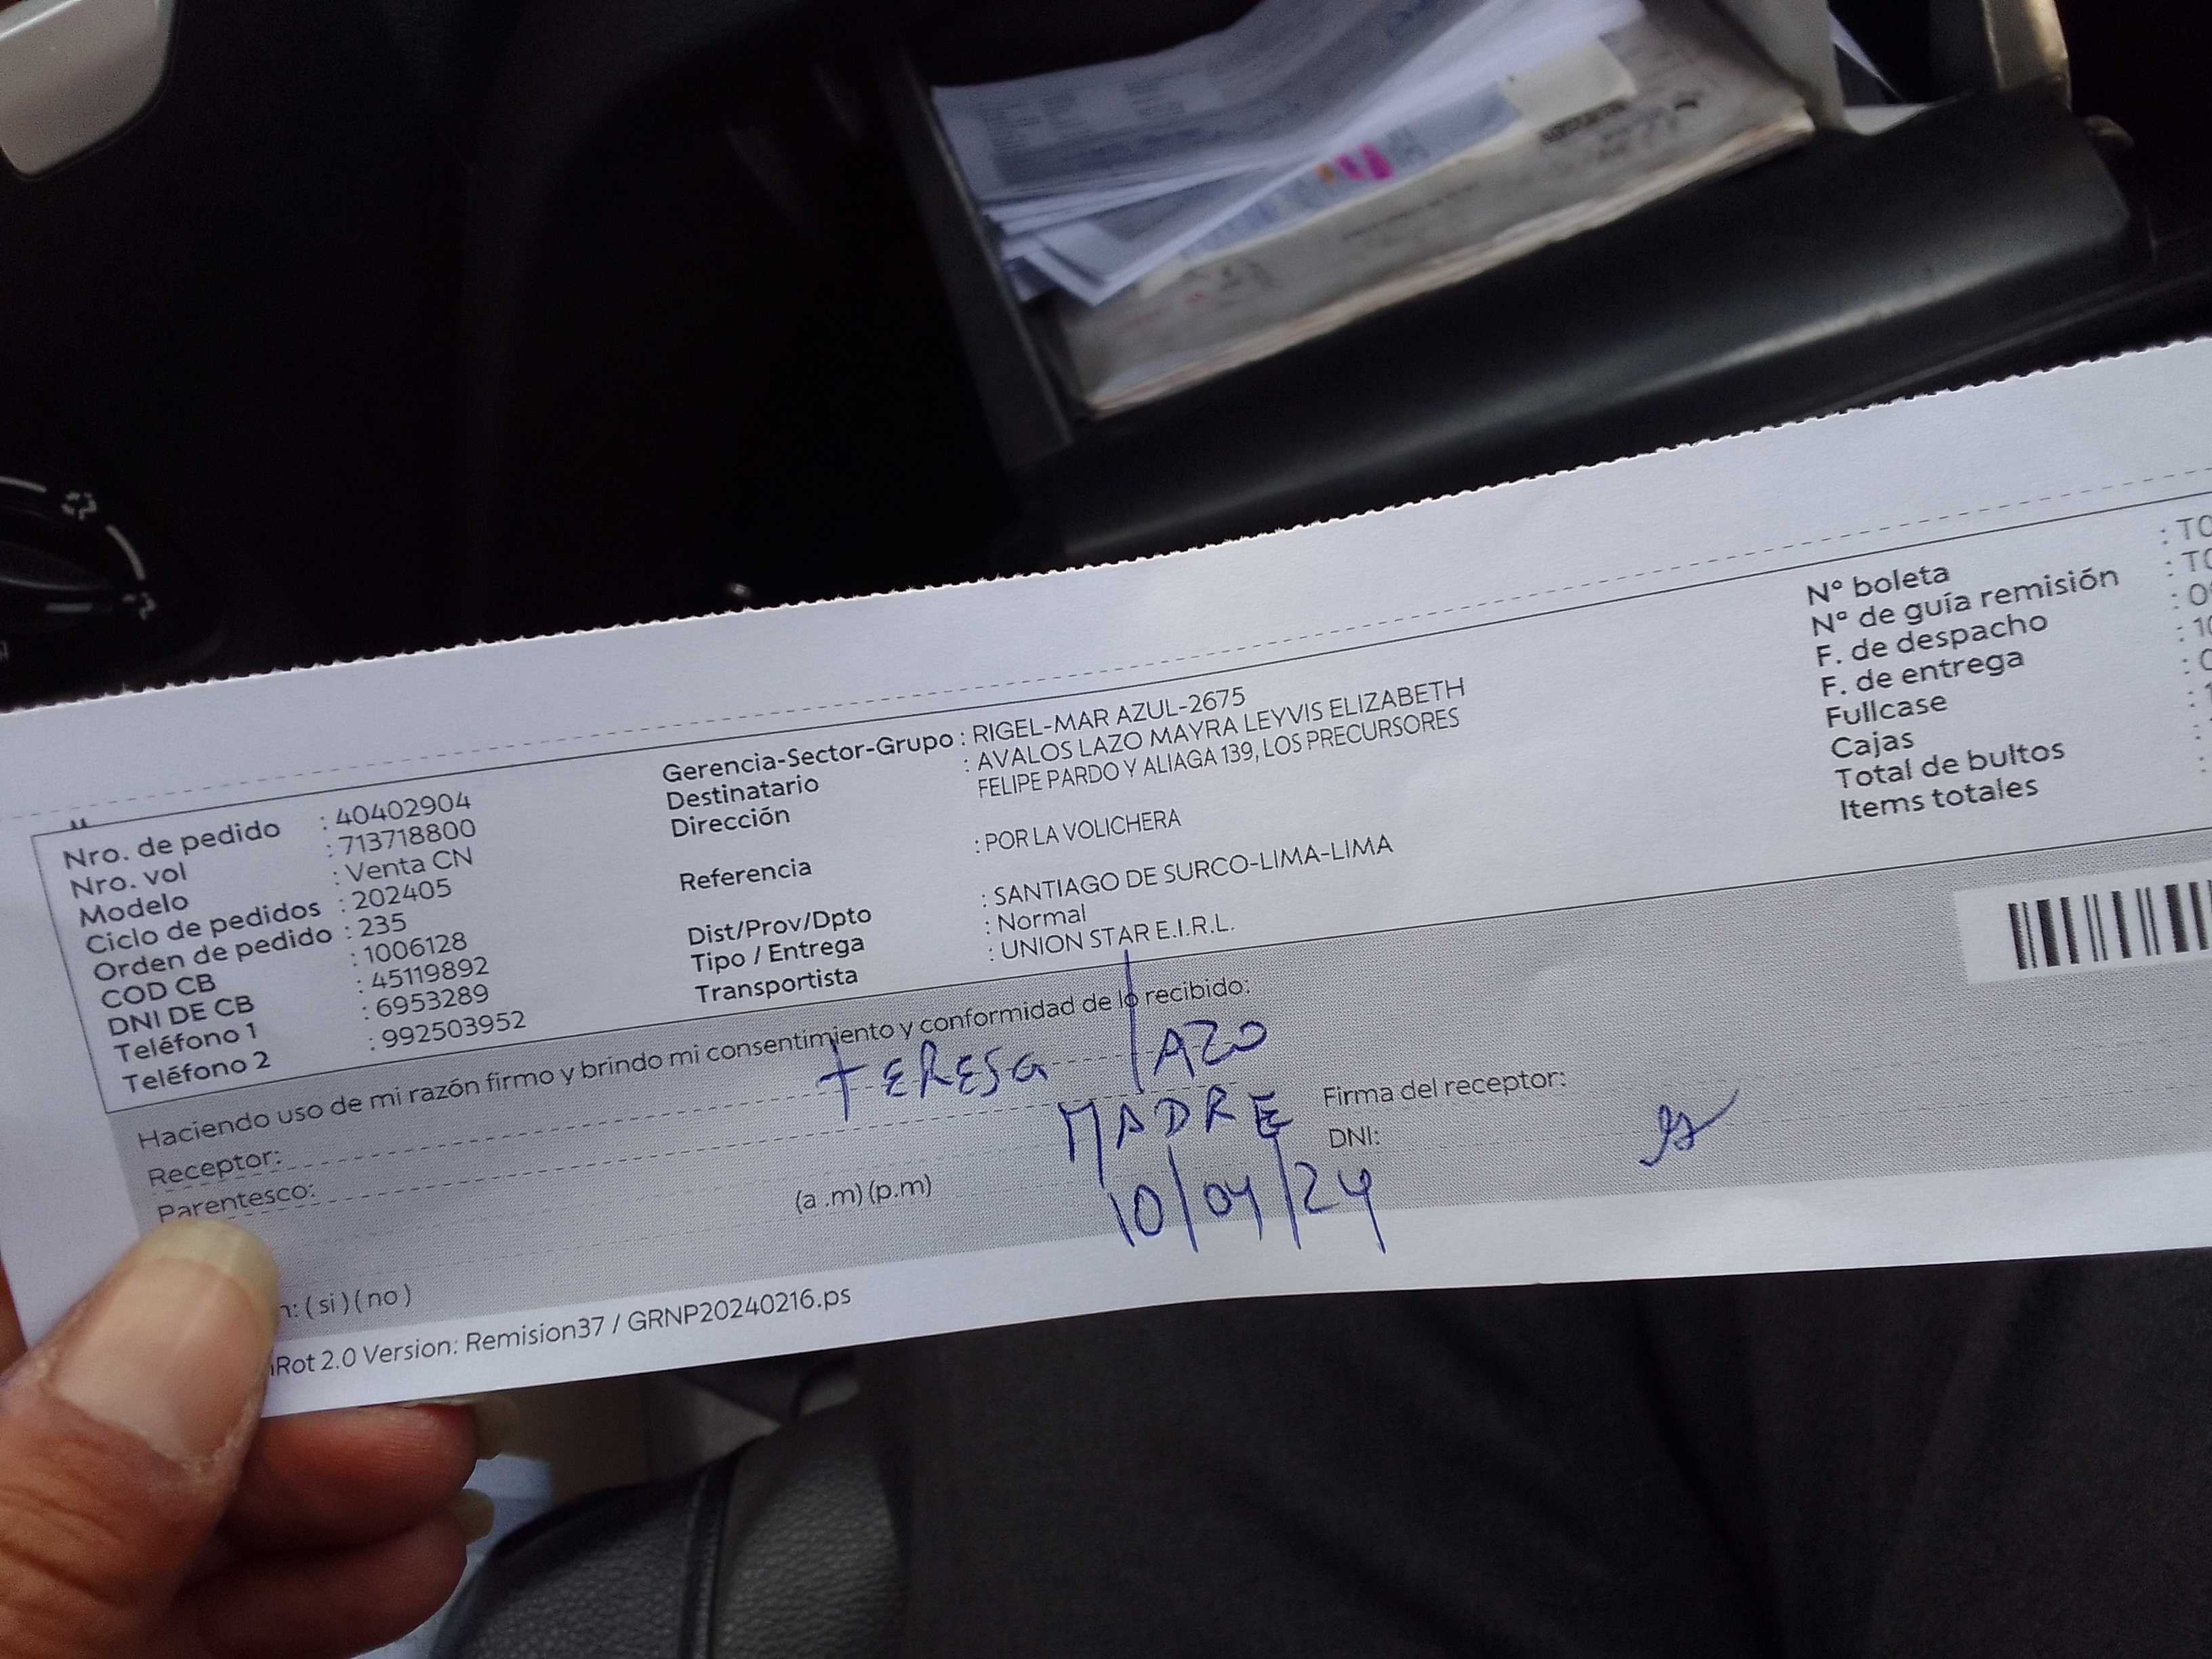 Nro. de pedido : 40402904
Nro. vol : 713718800
Modelo : Venta CN
Ciclo de pedidos : 202405
Orden de pedido : 235
COD CB : 1006128
DNI DE CB : 45119892
Teléfono 1 : 6953289
Teléfono 2 : 992503952
Gerencia-Sector-Grupo : RIGEL-MAR AZUL-2675
Destinatario : AVALOS LAZO MAYRA LEYVIS ELIZABETH
Dirección FELIPE PARDO Y ALIAGA 139, LOS PRECURSORES
Referencia : POR LA VOLICHERA
Dist/Prov/Dpto : SANTIAGO DE SURCO-LIMA-LIMA
Tipo / Entrega : Normal
Transportista : UNION STAR E.I.R.L.
N° boleta : TO
N° de guía remisión : TO
F. de despacho
F. de entrega : 10
Fullcase
Cajas
Total de bultos :
Items totales :
Haciendo uso de mi razón firmo y brindo mi consentimiento y conformidad de lo recibido:
Receptor: TERESA LAZO
Parentesco: MADRE
Firma del receptor:
DNI:
(a .m) (p.m) 10/04/24
: ( si ) ( no )
Rot 2.0 Version: Remision37 / GRNP20240216.ps